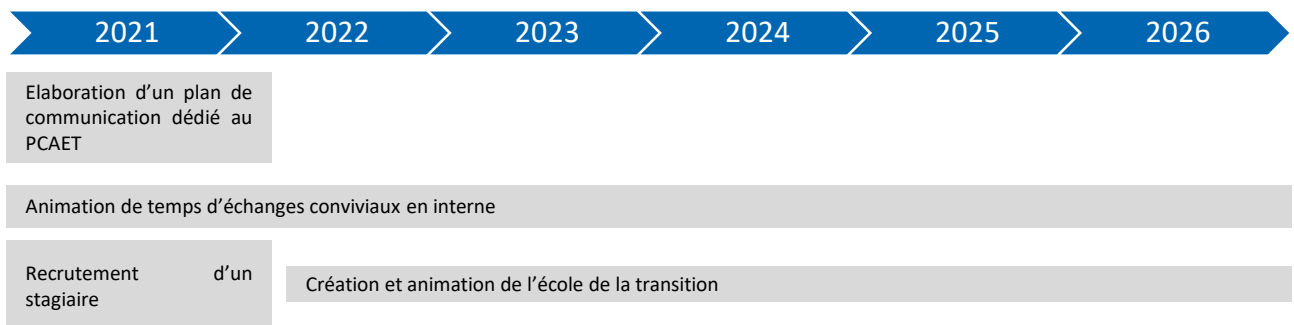 2021 2022 2023 2024 2025 2026
Elaboration d’un plan de
communication dédié au
PCAET
Animation de temps d’échanges conviviaux en interne
Recrutement d’un
stagiaire
Création et animation de l’école de la transition